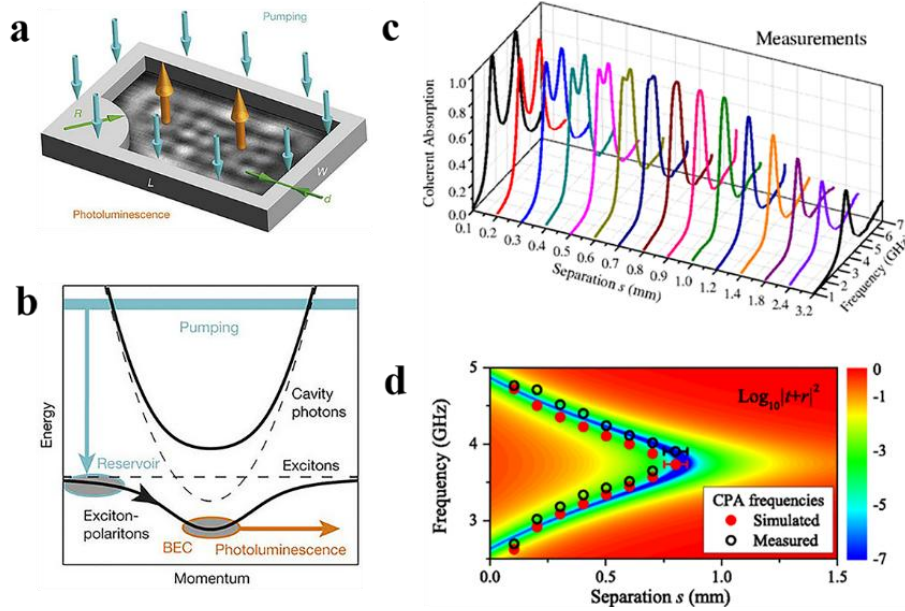 a
Pumping
R
L
W
d
Photoluminescence
b
Pumping
Cavity
photons
Energy
Reservoir
Excitons
Exciton-
polaritons
BEC
Photoluminescence
Momentum
c
Measurements
Coherent Absorption
1.0
0.8
0.6
0.4
0.2
0.0
0.1
0.2
0.3
0.4
0.5
0.6
0.7
0.8
0.9
1.0
1.2
1.4
1.8
2.4
3.2
Separation s (mm)
1
2
3
4
5
6
7
Frequency (GHz)
d
Log10|t+r|2
5
4
3
Frequency (GHz)
CPA frequencies
Simulated
Measured
0.0
0.5
1.0
1.5
Separation s (mm)
0
-1
-3
-5
-7